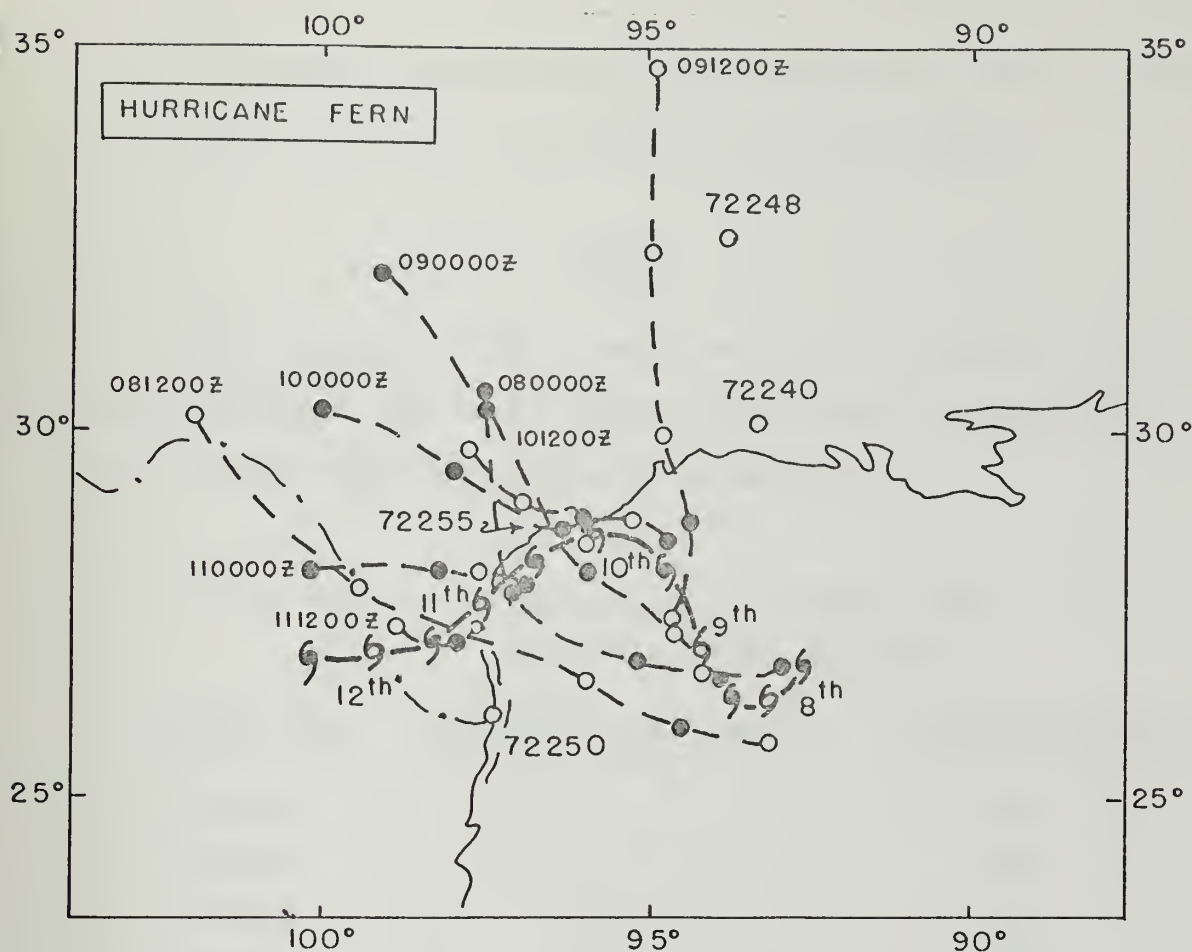 100° 95° 90°
35° 35°
091200Z
HURRICANE FERN
72248
090000Z
081200Z 100000Z 080000Z 72240
30° 101200Z 30°
72255
110000Z 10th
11th
111200Z 9th
12th 8th
72250
25° 25°
100° 95° 90°